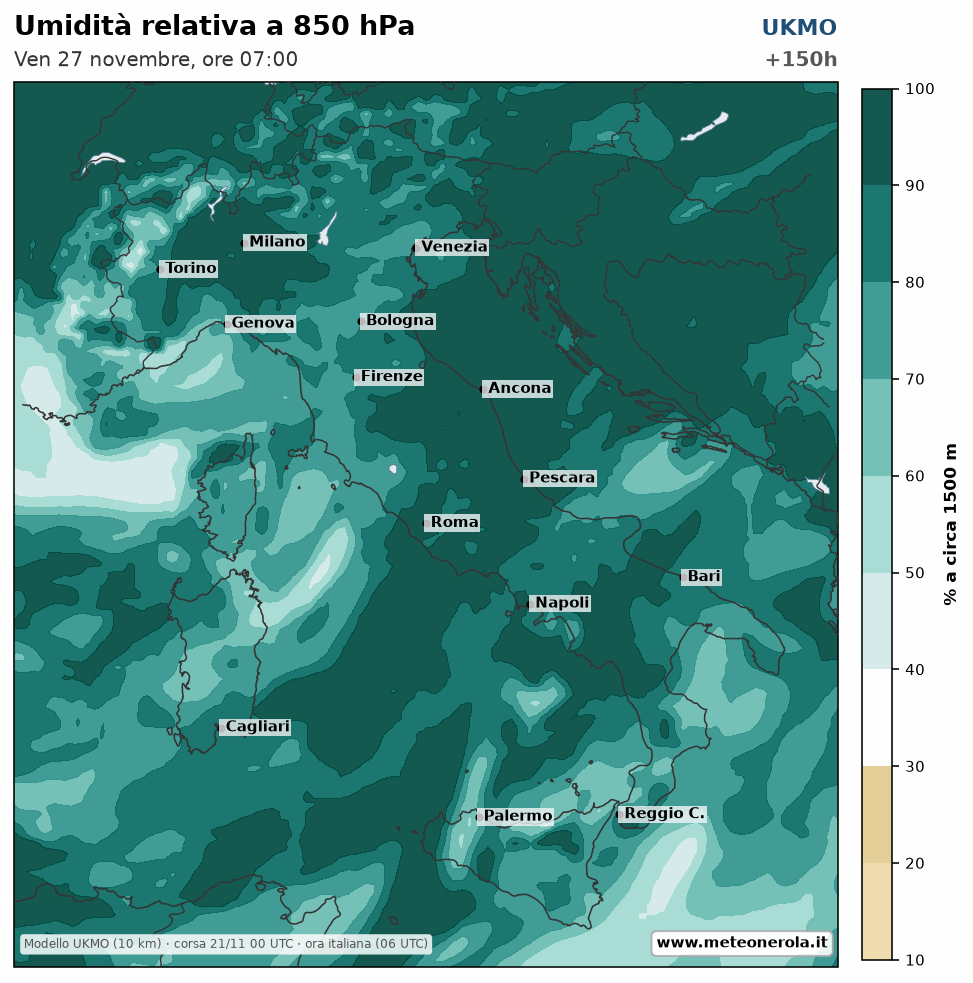 Umidità relativa a 850 hPa
UKMO
Ven 27 novembre, ore 07:00
+150h
100
90
80
70
60
50
40
30
20
10
% a circa 1500 m
Milano
Venezia
Torino
Genova
Bologna
Firenze
Ancona
Pescara
Roma
Bari
Napoli
Cagliari
Palermo
Reggio C.
Modello UKMO (10 km) · corsa 21/11 00 UTC · ora italiana (06 UTC)
www.meteonerola.it